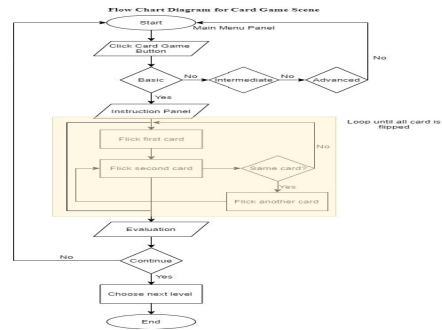 Flow Chart Diagram for Card Game Scene
Start
Main Menu Panel
Click Card Game
Button
No
Basic
No
Intermediate
No
Advanced
Yes
Instruction Panel
Loop until all card is
flipped
Flick first card
No
Flick second card
Same card?
Yes
Flick another card
Evaluation
No
Continue
Yes
Choose next level
End